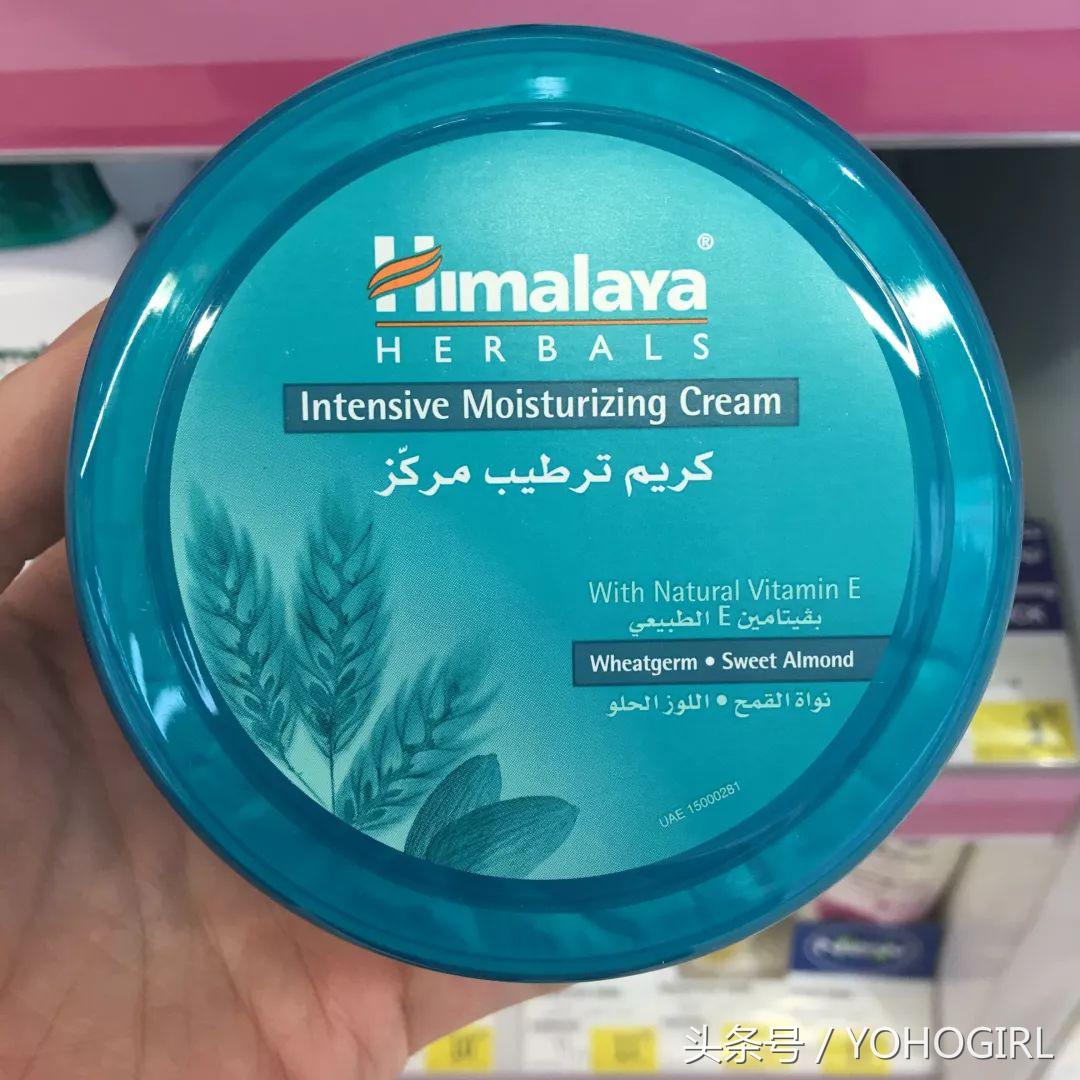 Himalaya®
HERBALS
Intensive Moisturizing Cream
كريم ترطيب مركّز
With Natural Vitamin E
بڤيتامين E الطبيعي
Wheatgerm • Sweet Almond
نواة القمح • اللوز الحلو
UAE 15000281
头条号 / YOHOGIRL